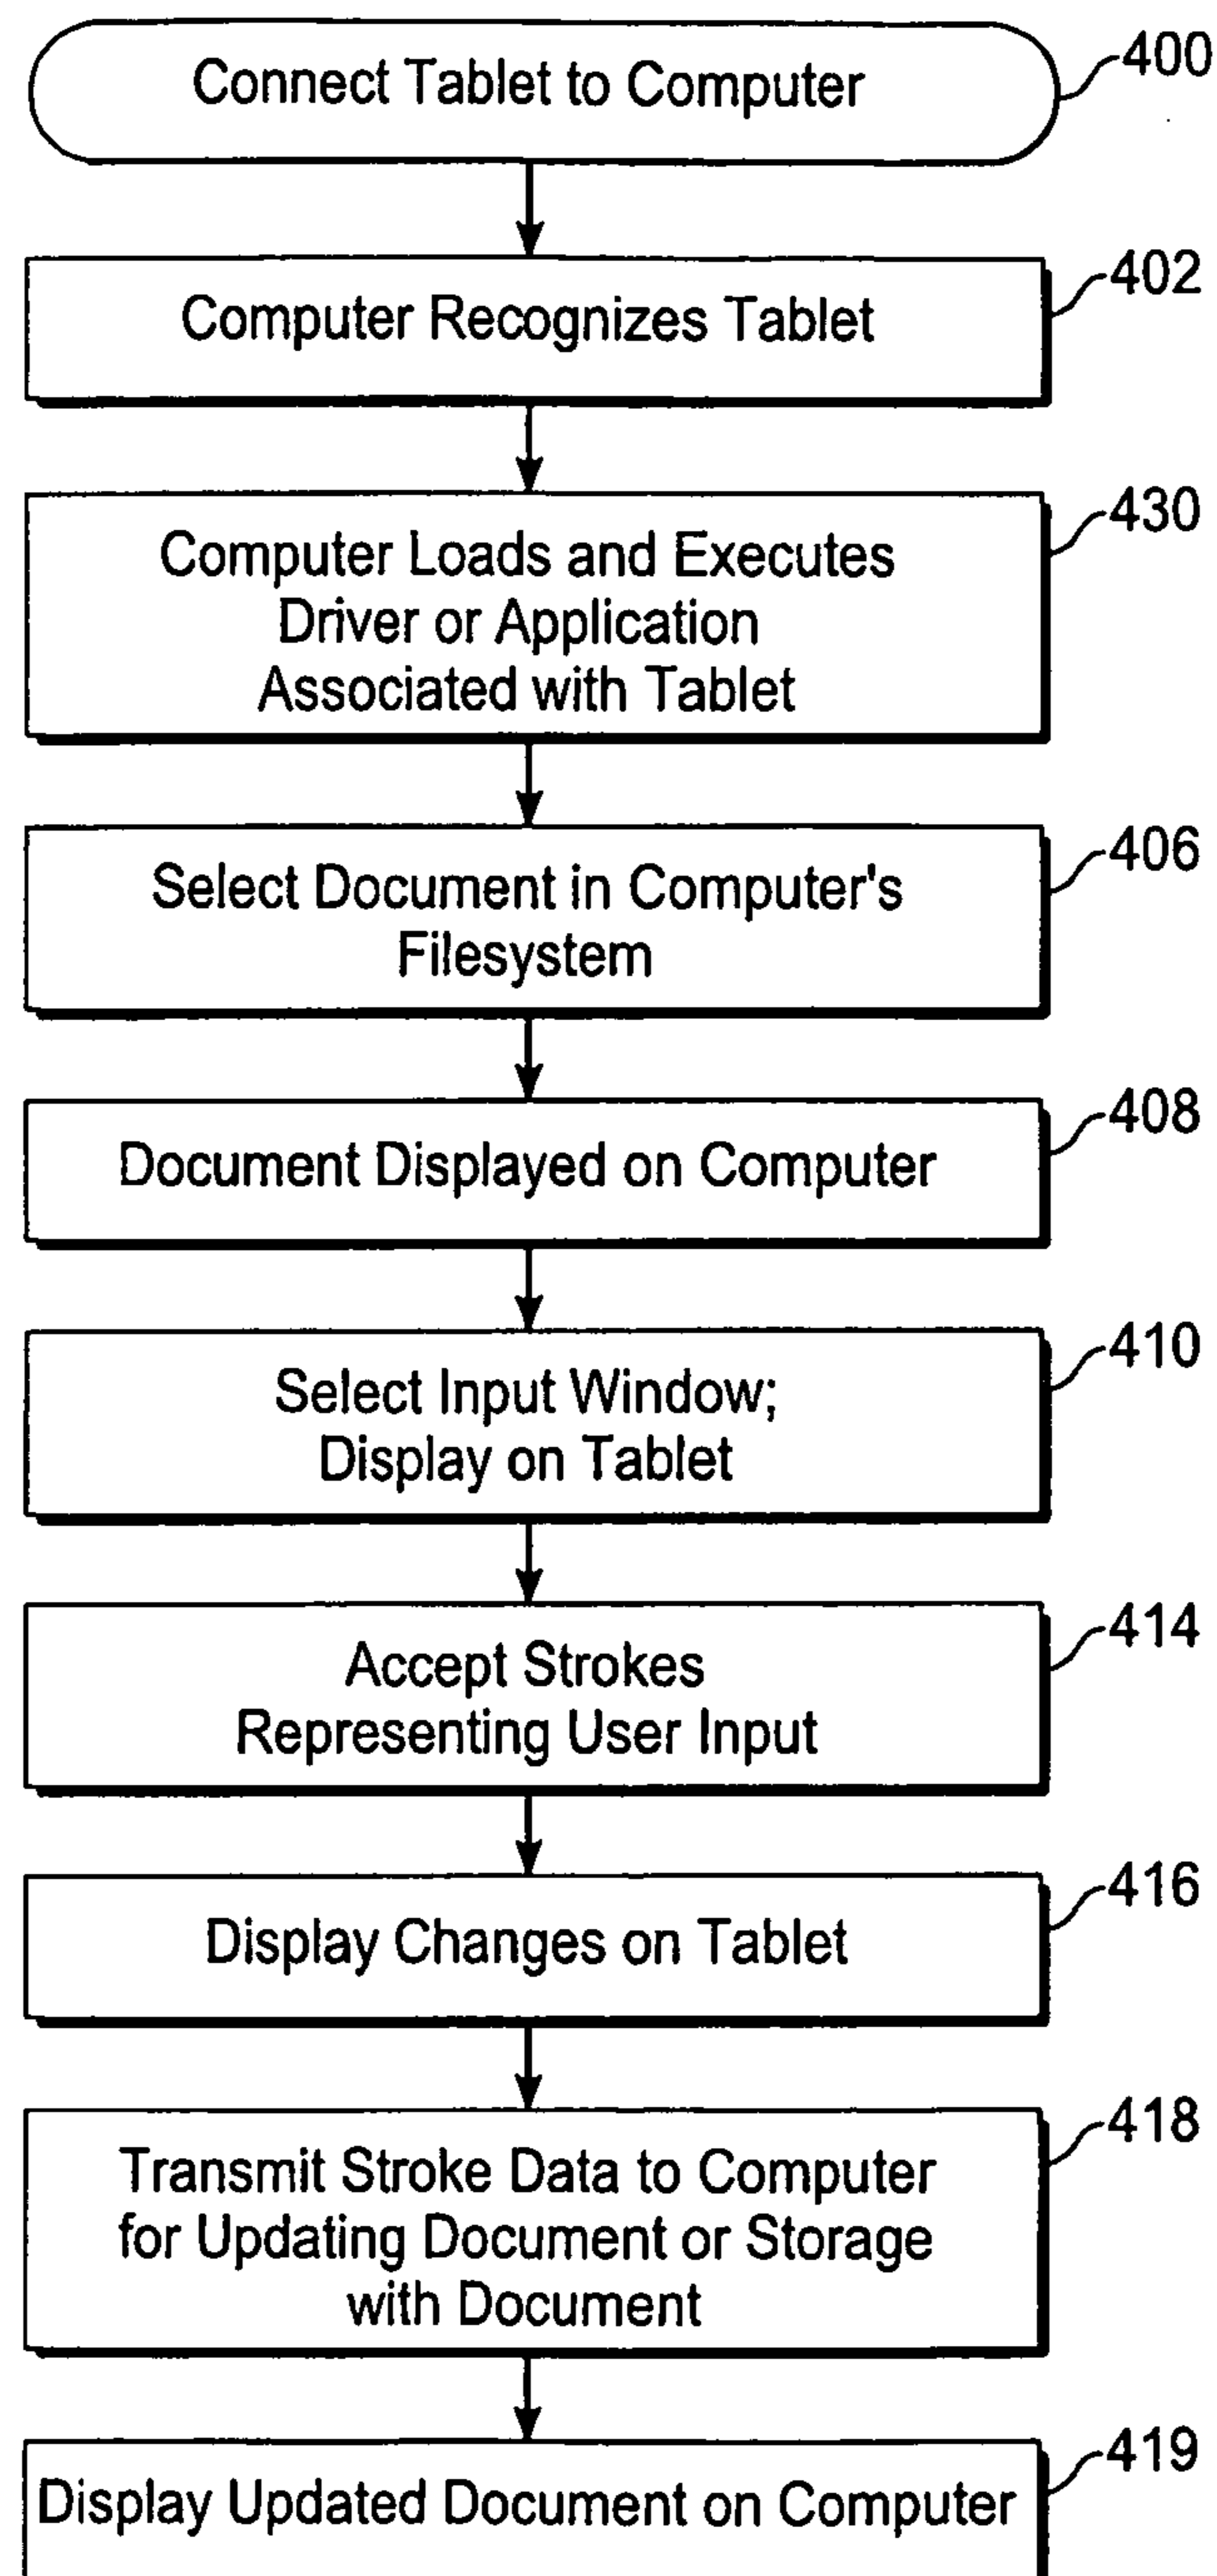 Connect Tablet to Computer
400
Computer Recognizes Tablet
402
Computer Loads and Executes
Driver or Application
Associated with Tablet
430
Select Document in Computer's
Filesystem
406
Document Displayed on Computer
408
Select Input Window;
Display on Tablet
410
Accept Strokes
Representing User Input
414
Display Changes on Tablet
416
Transmit Stroke Data to Computer
for Updating Document or Storage
with Document
418
Display Updated Document on Computer
419